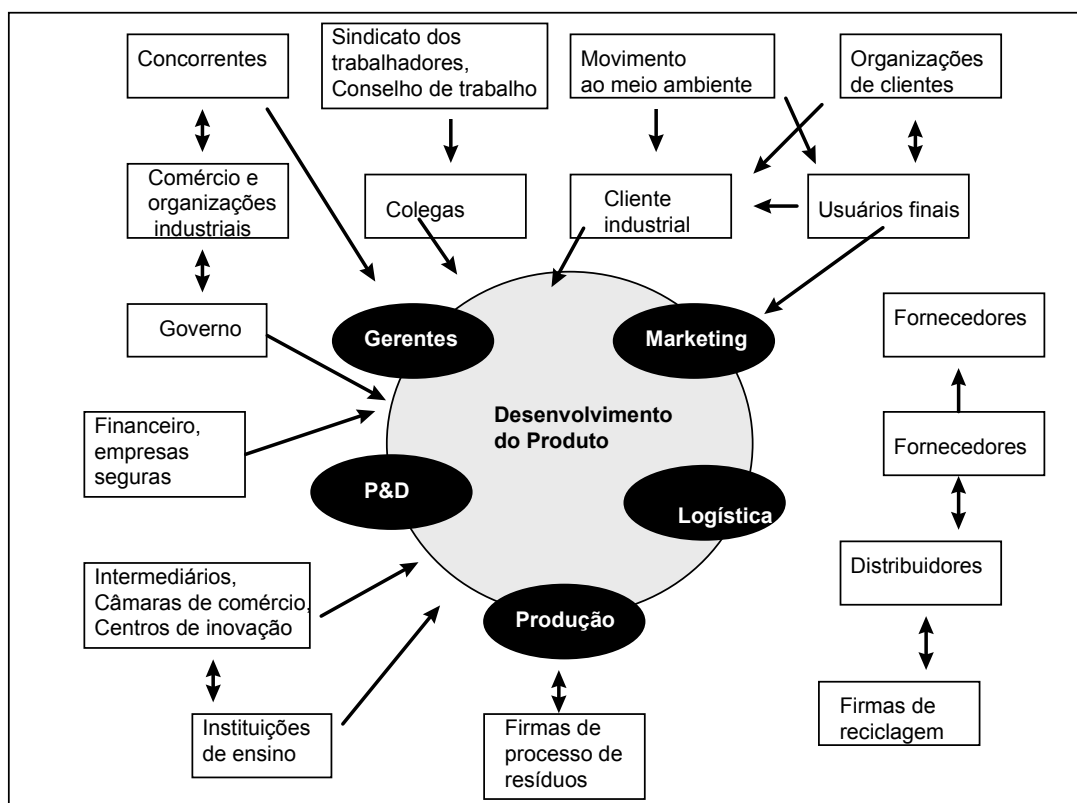 Concorrentes
Sindicato dos
trabalhadores,
Conselho de trabalho
Movimento
ao meio ambiente
Organizações
de clientes
Comércio e
organizações
industriais
Colegas
Cliente
industrial
Usuários finais
Governo
Gerentes
Marketing
Fornecedores
Financeiro,
empresas
seguras
Desenvolvimento
do Produto
Fornecedores
P&D
Logística
Intermediários,
Câmaras de comércio,
Centros de inovação
Produção
Distribuidores
Instituições
de ensino
Firmas de
processo de
resíduos
Firmas de
reciclagem